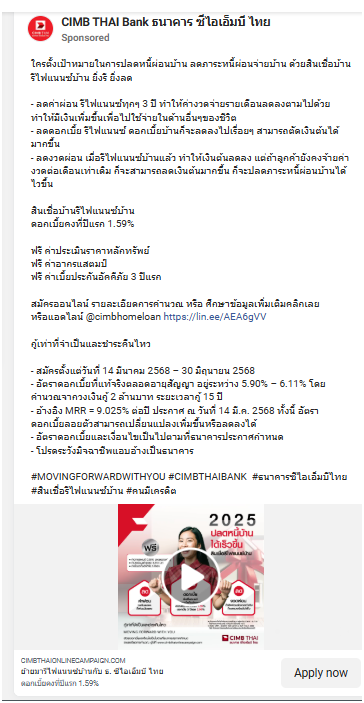 CIMB THAI Bank ธนาคาร ซีไอเอ็มบี ไทย
Sponsored
ใครตั้งเป้าหมายในการปลดหนี้ผ่อนบ้าน ลดภาระหนี้ผ่อนจ่ายบ้าน ด้วยสินเชื่อบ้าน
รีไฟแนนซ์บ้าน ยิ่งรี ยิ่งลด
- ลดค่าผ่อน รีไฟแนนซ์ทุกๆ 3 ปี ทำให้ค่างวดจ่ายรายเดือนลดลงตามไปด้วย
ทำให้มีเงินเพิ่มขึ้นเพื่อไปใช้จ่ายในด้านอื่นๆของชีวิต
- ลดดอกเบี้ย รีไฟแนนซ์ ดอกเบี้ยบ้านก็จะลดลงไปเรื่อยๆ สามารถตัดเงินต้นได้
มากขึ้น
- ลดงวดผ่อน เมื่อรีไฟแนนซ์บ้านแล้ว ทำให้เงินต้นลดลง แต่ถ้าลูกค้ายังคงจ่ายค่า
งวดต่อเดือนเท่าเดิม ก็จะสามารถลดเงินต้นมากขึ้น ก็จะปลดภาระหนี้ผ่อนบ้านได้
ไวขึ้น
สินเชื่อบ้านรีไฟแนนซ์บ้าน
ดอกเบี้ยคงที่ปีแรก 1.59%
ฟรี ค่าประเมินราคาหลักทรัพย์
ฟรี ค่าอากรแสตมป์
ฟรี ค่าเบี้ยประกันอัคคีภัย 3 ปีแรก
สมัครออนไลน์ รายละเอียดการคำนวณ หรือ ศึกษาข้อมูลเพิ่มเติมคลิกเลย
หรือแอดไลน์ @cimbhomeloan https://lin.ee/AEA6gVV
กู้เท่าที่จำเป็นและชำระคืนไหว
- สมัครตั้งแต่วันที่ 14 มีนาคม 2568 – 30 มิถุนายน 2568
- อัตราดอกเบี้ยที่แท้จริงตลอดอายุสัญญา อยู่ระหว่าง 5.90% – 6.11% โดย
คำนวณจากวงเงินกู้ 2 ล้านบาท ระยะเวลากู้ 15 ปี
- อ้างอิง MRR = 9.025% ต่อปี ประกาศ ณ วันที่ 14 มี.ค. 2568 ทั้งนี้ อัตรา
ดอกเบี้ยลอยตัวสามารถเปลี่ยนแปลงเพิ่มขึ้นหรือลดลงได้
- อัตราดอกเบี้ยและเงื่อนไขเป็นไปตามที่ธนาคารประกาศกำหนด
- โปรดระวังมิจฉาชีพแอบอ้างเป็นธนาคาร
#MOVINGFORWARDWITHYOU #CIMBTHAIBANK #ธนาคารซีไอเอ็มบีไทย
#สินเชื่อรีไฟแนนซ์บ้าน #คนมีเครดิต
2025
ปลดหนี้บ้าน
ได้เร็วขึ้น
ฟรี
ลด
ลด
ลด
CIMB THAI
CIMBTHAIONLINECAMPAIGN.COM
ย้ายมารีไฟแนนซ์บ้านกับ ธ. ซีไอเอ็มบี ไทย
ดอกเบี้ยคงที่ปีแรก 1.59%
Apply now